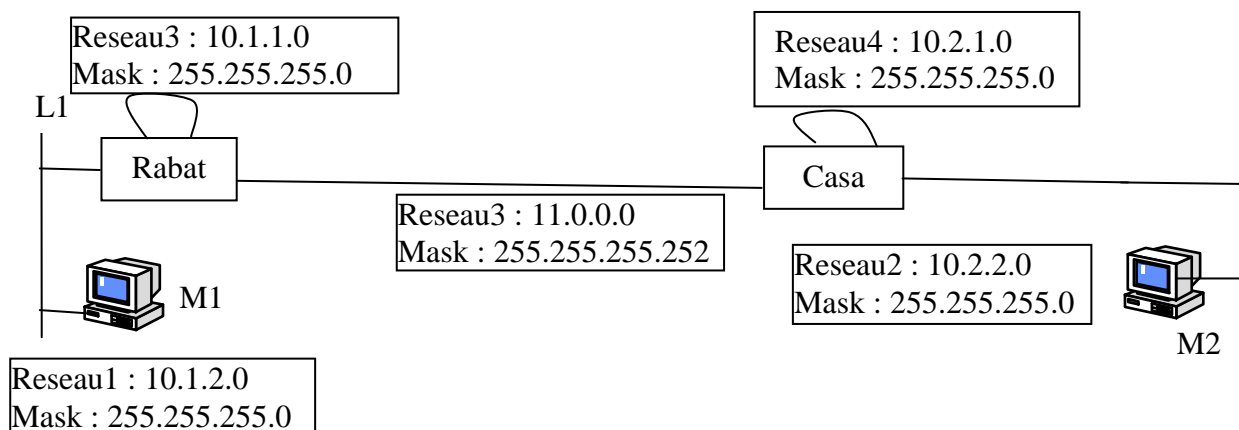 Reseau3 : 10.1.1.0
Mask : 255.255.255.0
Reseau4 : 10.2.1.0
Mask : 255.255.255.0
L1
Rabat
Casa
Reseau3 : 11.0.0.0
Mask : 255.255.255.252
Reseau2 : 10.2.2.0
Mask : 255.255.255.0
M1
M2
Reseau1 : 10.1.2.0
Mask : 255.255.255.0